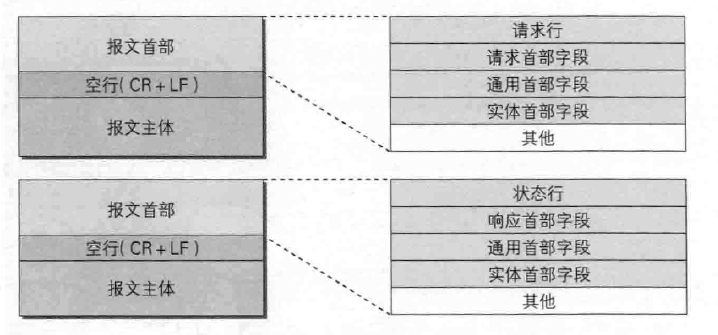 报文首部
空行(CR+LF)
报文主体
请求行
请求首部字段
通用首部字段
实体首部字段
其他
报文首部
空行(CR+LF)
报文主体
状态行
响应首部字段
通用首部字段
实体首部字段
其他